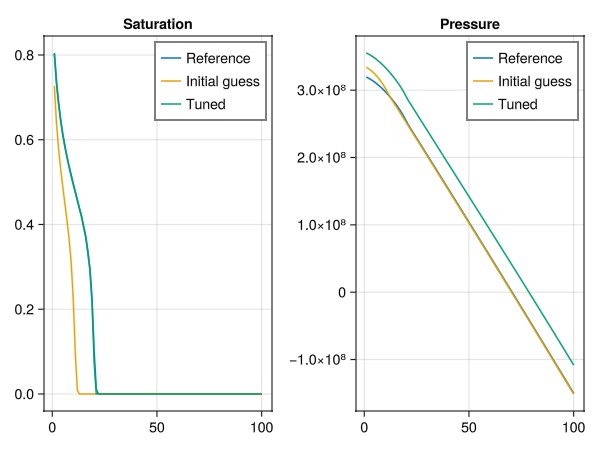 Saturation
Reference
Initial guess
Tuned
0.8
0.6
0.4
0.2
0.0
0
50
100
Pressure
Reference
Initial guess
Tuned
3.0×10⁸
2.0×10⁸
1.0×10⁸
0
−1.0×10⁸
0
50
100